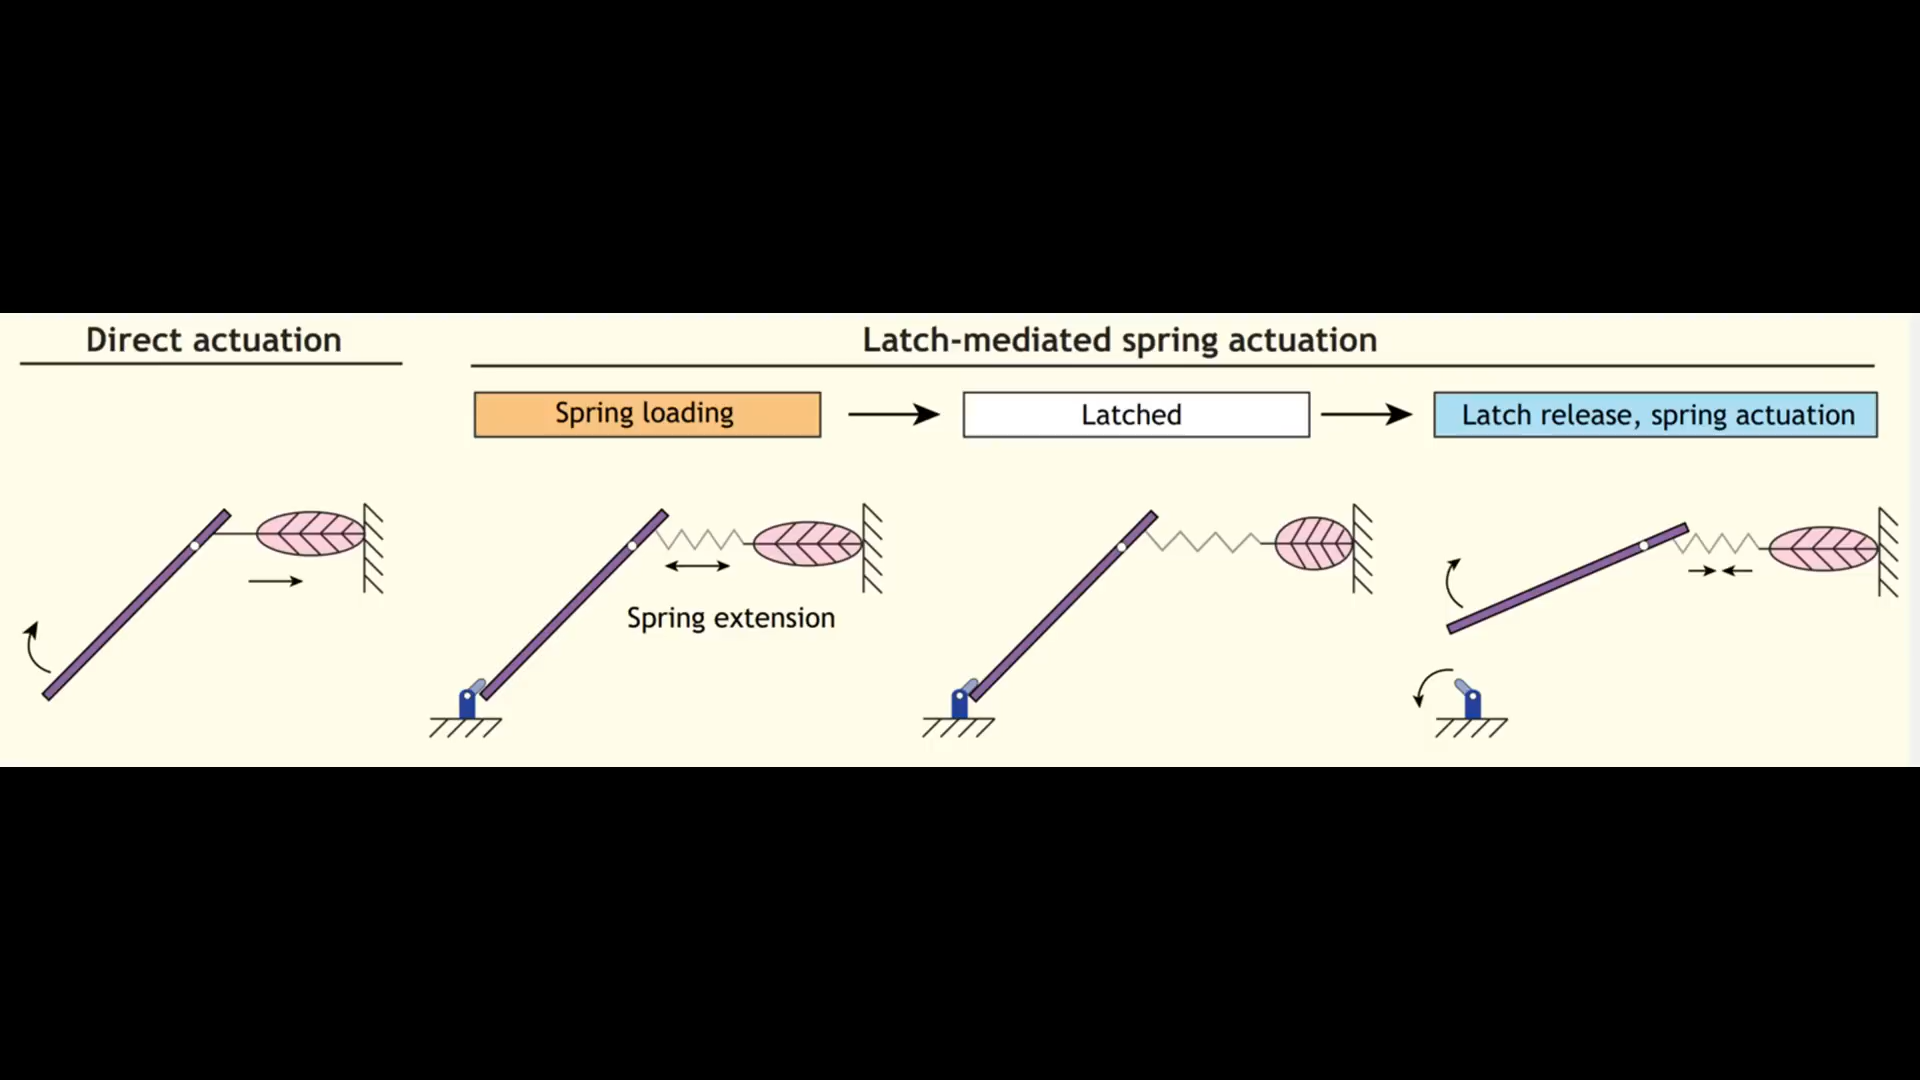 Direct actuation
Latch-mediated spring actuation
Spring loading
Latched
Latch release, spring actuation
Spring extension